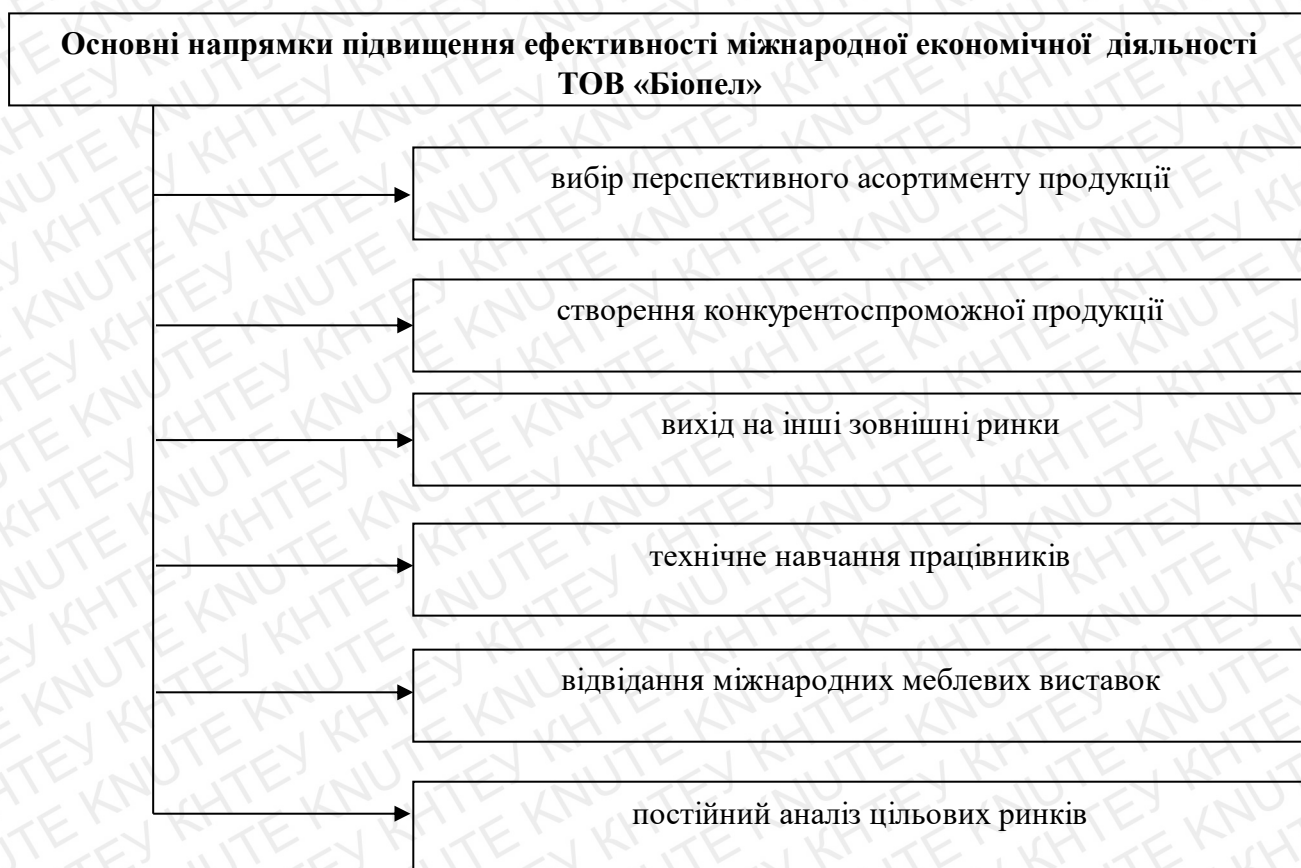 Основні напрямки підвищення ефективності міжнародної економічної діяльності
ТОВ «Біопел»
вибір перспективного асортименту продукції
створення конкурентоспроможної продукції
вихід на інші зовнішні ринки
технічне навчання працівників
відвідання міжнародних меблевих виставок
постійний аналіз цільових ринків